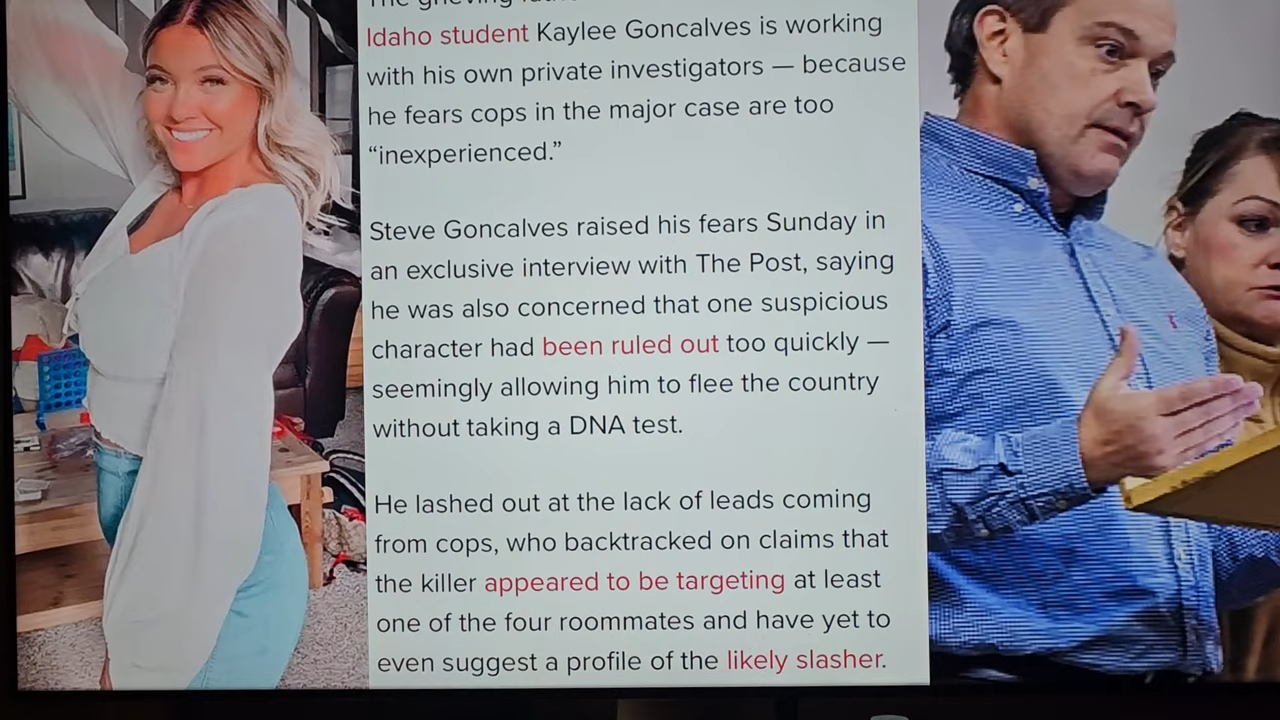 The grieving
Idaho student Kaylee Goncalves is working
with his own private investigators — because
he fears cops in the major case are too
“inexperienced.”
Steve Goncalves raised his fears Sunday in
an exclusive interview with The Post, saying
he was also concerned that one suspicious
character had been ruled out too quickly —
seemingly allowing him to flee the country
without taking a DNA test.
He lashed out at the lack of leads coming
from cops, who backtracked on claims that
the killer appeared to be targeting at least
one of the four roommates and have yet to
even suggest a profile of the likely slasher.